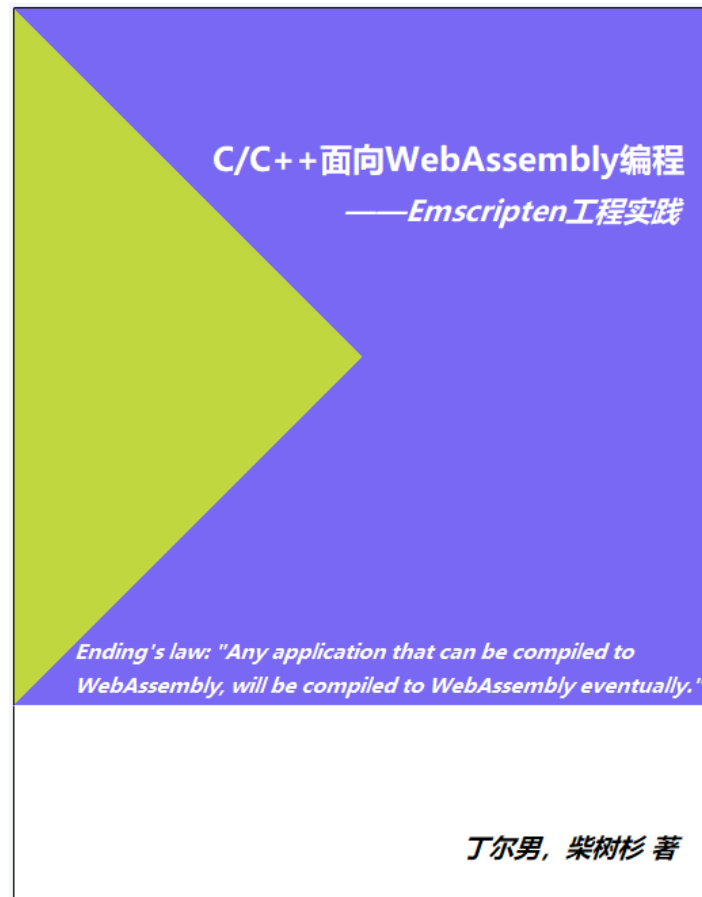 C/C++面向WebAssembly编程
——Emscripten工程实践
Ending's law: "Any application that can be compiled to
WebAssembly, will be compiled to WebAssembly eventually."
丁尔男，柴树杉 著